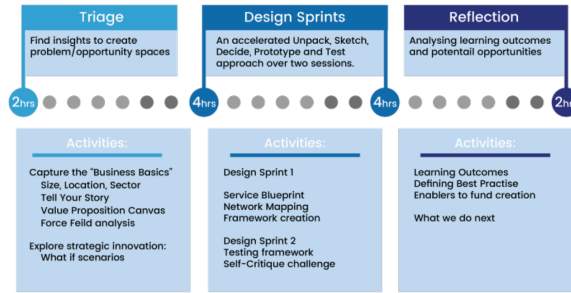 Triage
Find insights to create
problem/opportunity spaces
Design Sprints
An accelerated Unpack, Sketch,
Decide, Prototype and Test
approach over two sessions.
Reflection
Analysing learning outcomes
and potentail opportunities
2hrs
4hrs
4hrs
2hrs
Activities:
Capture the "Business Basics"
Size, Location, Sector
Tell Your Story
Value Proposition Canvas
Force Feild analysis
Explore strategic innovation:
What if scenarios
Activities:
Design Sprint 1
Service Blueprint
Network Mapping
Framework creation
Design Sprint 2
Testing framework
Self-Critique challenge
Activities:
Learning Outcomes
Defining Best Practise
Enablers to fund creation
What we do next